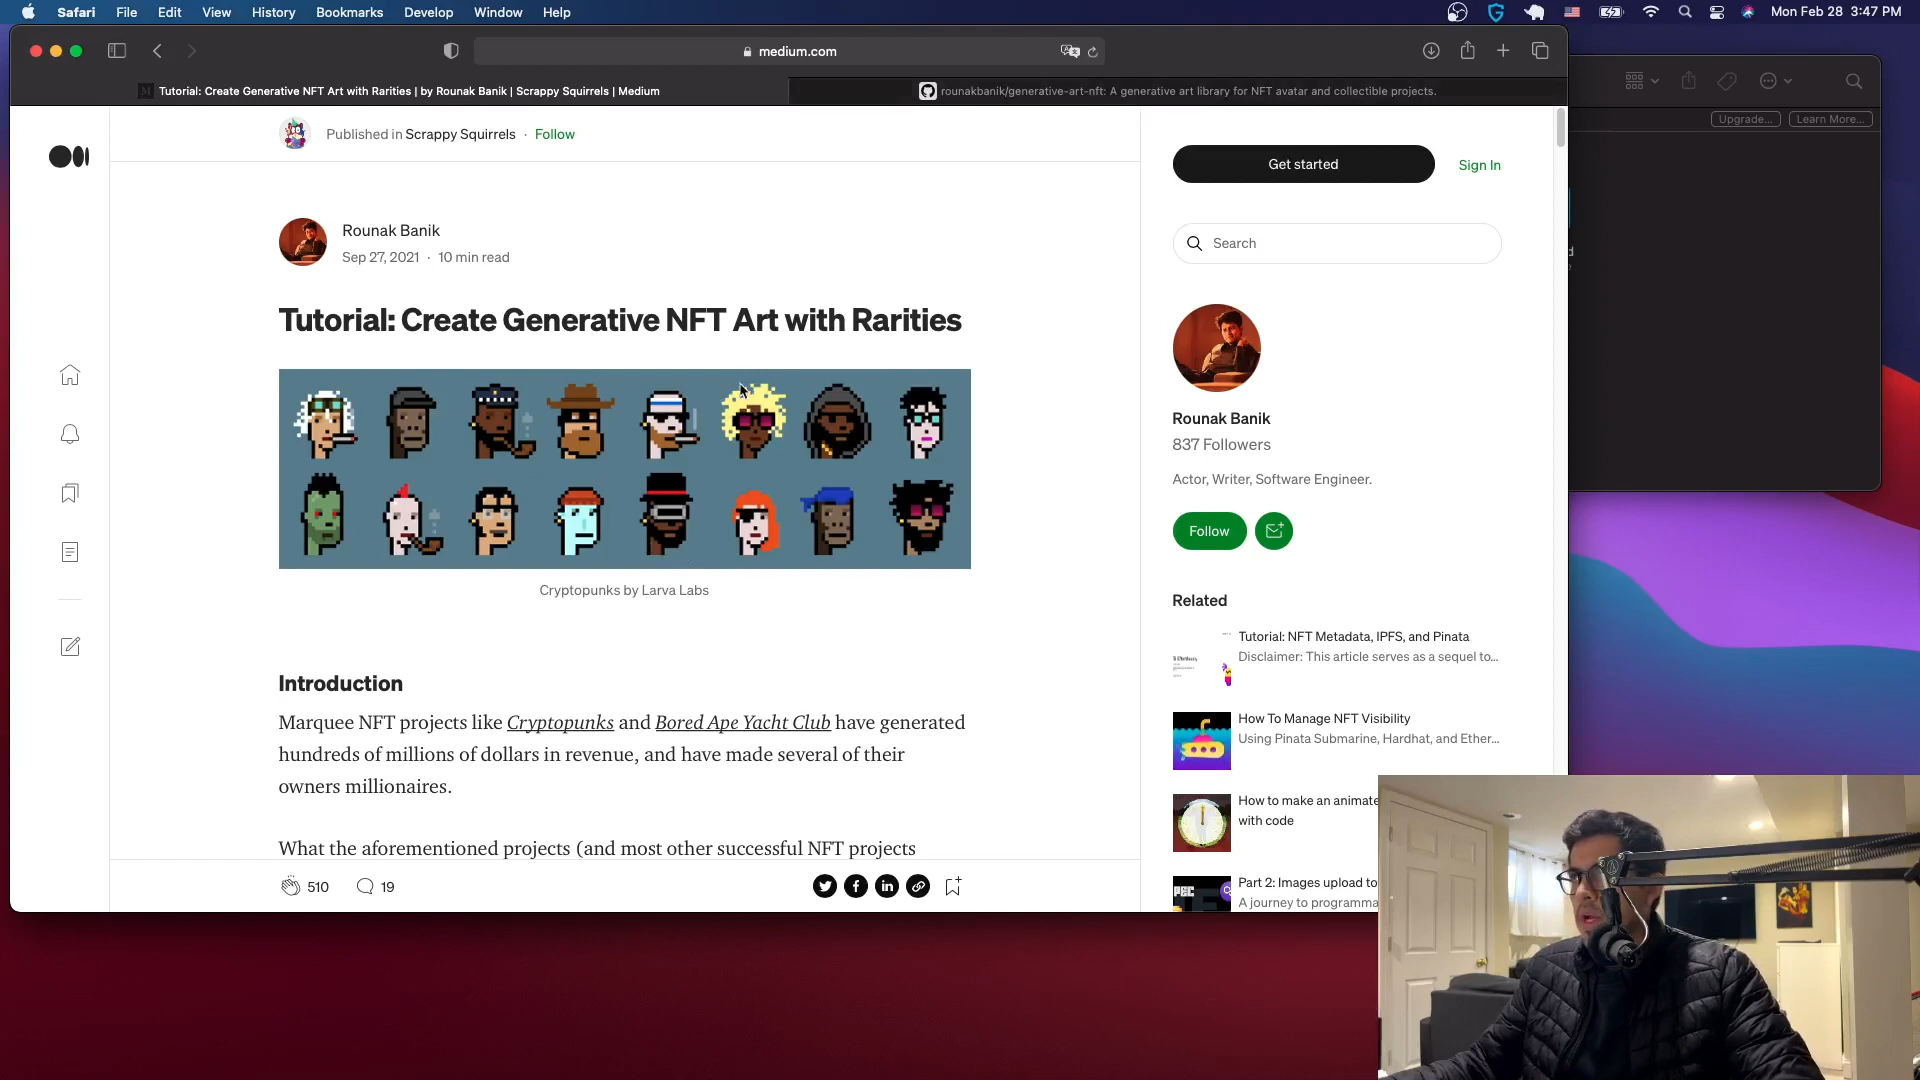 Safari File Edit View History Bookmarks Develop Window Help
Mon Feb 28 3:47 PM
medium.com
Tutorial: Create Generative NFT Art with Rarities | by Rounak Banik | Scrappy Squirrels | Medium
rounakbanik/generative-art-nft: A generative art library for NFT avatar and collectible projects.
Upgrade... Learn More...
Published in Scrappy Squirrels · Follow
Get started
Sign In
Rounak Banik
Sep 27, 2021 · 10 min read
Search
Tutorial: Create Generative NFT Art with Rarities
Cryptopunks by Larva Labs
Introduction
Marquee NFT projects like Cryptopunks and Bored Ape Yacht Club have generated
hundreds of millions of dollars in revenue, and have made several of their
owners millionaires.
What the aforementioned projects (and most other successful NFT projects
510
19
Rounak Banik
837 Followers
Actor, Writer, Software Engineer.
Follow
Related
Tutorial: NFT Metadata, IPFS, and Pinata
Disclaimer: This article serves as a sequel to...
How To Manage NFT Visibility
Using Pinata Submarine, Hardhat, and Ether...
How to make an animate
with code
Part 2: Images upload to
A journey to programma